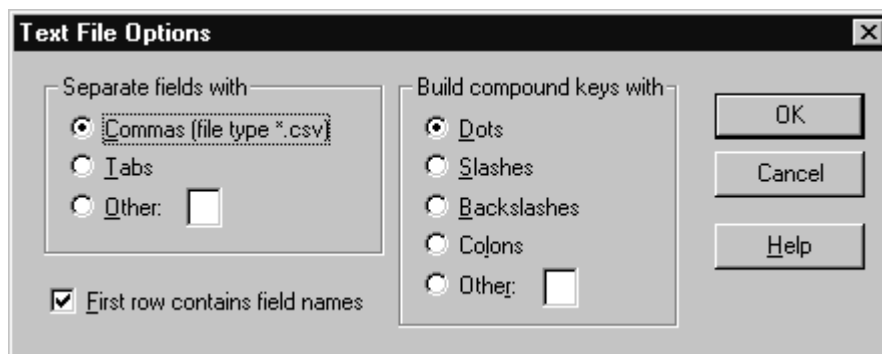 Text File Options
Separate fields with
Commas (file type *.csv)
Tabs
Other:
First row contains field names
Build compound keys with
Dots
Slashes
Backslashes
Colons
Other:
OK
Cancel
Help